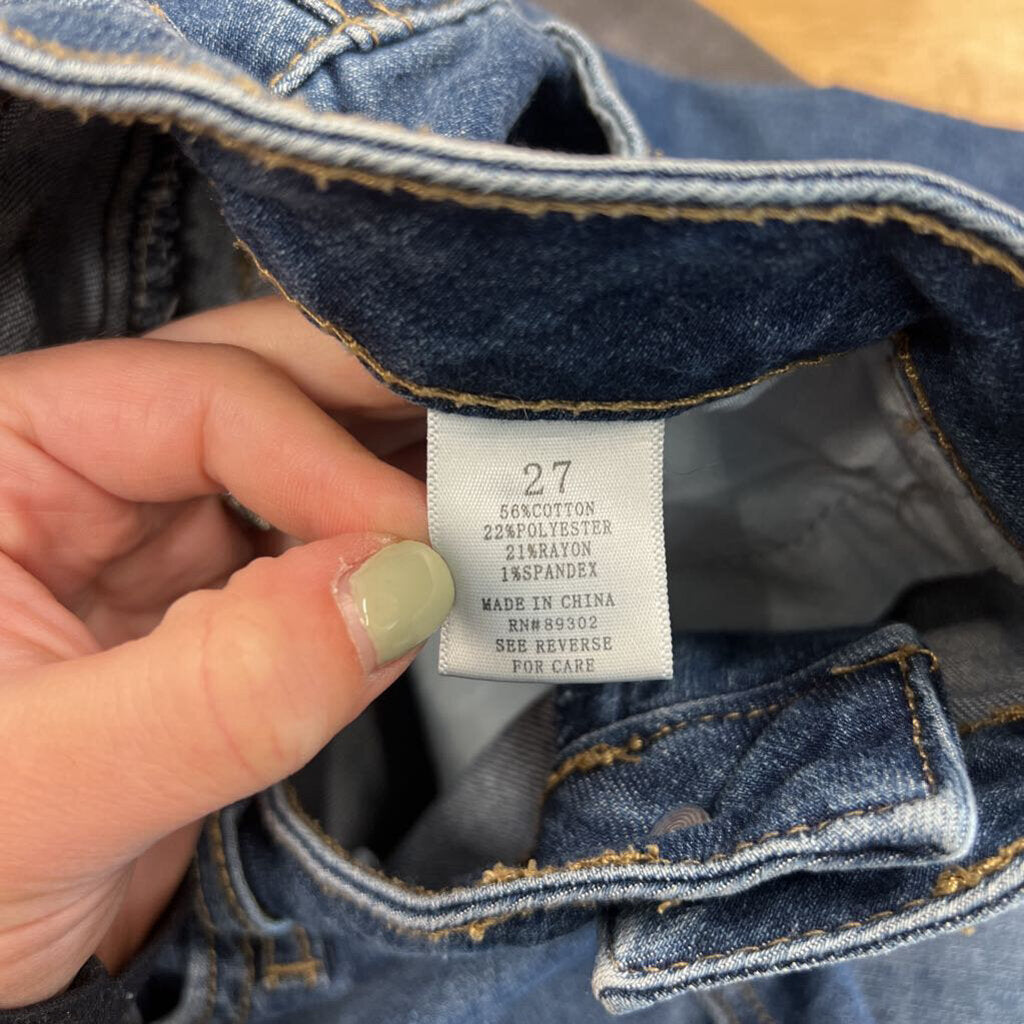 27
56%COTTON
22%POLYESTER
21%RAYON
1%SPANDEX
MADE IN CHINA
RN#89302
SEE REVERSE
FOR CARE